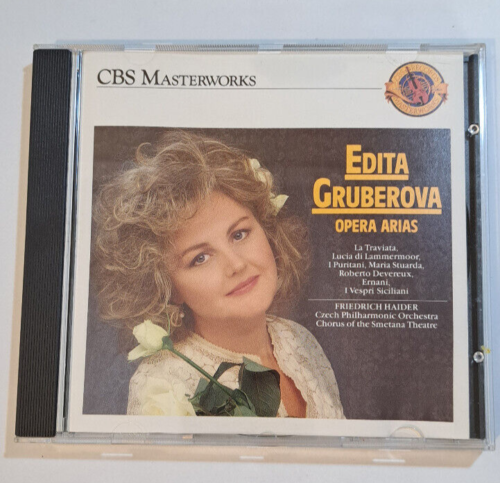 CBS MASTERWORKS
EDITA
GRUBEROVA
OPERA ARIAS
La Traviata,
Lucia di Lammermoor,
I Puritani, Maria Stuarda,
Roberto Devereux,
Ernani,
I Vespri Siciliani
FRIEDRICH HAIDER
Czech Philharmonic Orchestra
Chorus of the Smetana Theatre